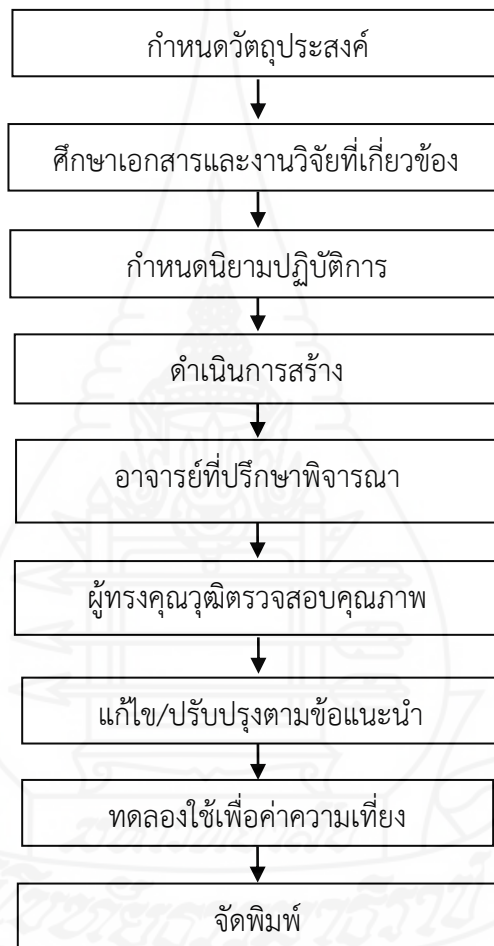 กำหนดวัตถุประสงค์
ศึกษาเอกสารและงานวิจัยที่เกี่ยวข้อง
กำหนดนิยามปฏิบัติการ
ดำเนินการสร้าง
อาจารย์ที่ปรึกษาพิจารณา
ผู้ทรงคุณวุฒิตรวจสอบคุณภาพ
แก้ไข/ปรับปรุงตามข้อแนะนำ
ทดลองใช้เพื่อค่าความเที่ยง
จัดพิมพ์